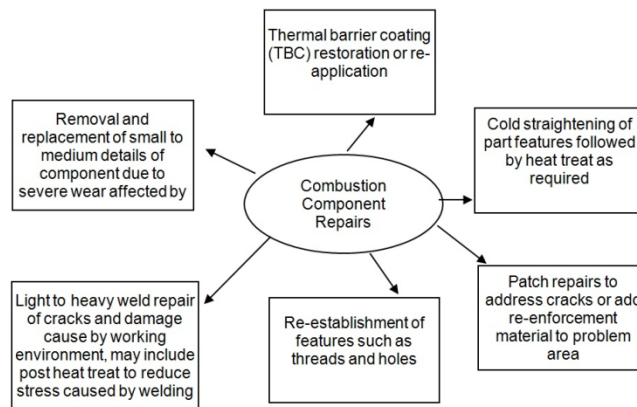 Thermal barrier coating
(TBC) restoration or re-
application
Removal and
replacement of small to
medium details of
component due to
severe wear affected by
Cold straightening of
part features followed
by heat treat as
required
Combustion
Component
Repairs
Light to heavy weld repair
of cracks and damage
cause by working
environment, may include
post heat treat to reduce
stress caused by welding
Re-establishment of
features such as
threads and holes
Patch repairs to
address cracks or add
re-enforcement
material to problem
area